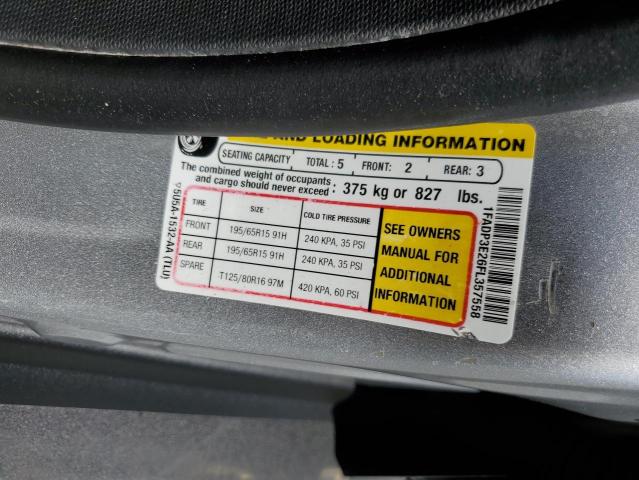 AND LOADING INFORMATION
SEATING CAPACITY TOTAL : 5 FRONT: 2 REAR: 3
The combined weight of occupants and cargo should never exceed : 375 kg or 827 lbs.
TIRE SIZE COLD TIRE PRESSURE
FRONT 195/65R15 91H 240 KPA, 35 PSI
REAR 195/65R15 91H 240 KPA, 35 PSI
SPARE T125/80R16 97M 420 KPA, 60 PSI
SEE OWNERS
MANUAL FOR
ADDITIONAL
INFORMATION
5U5A-1532-AA (TLU)
1FADP3E26FL357558